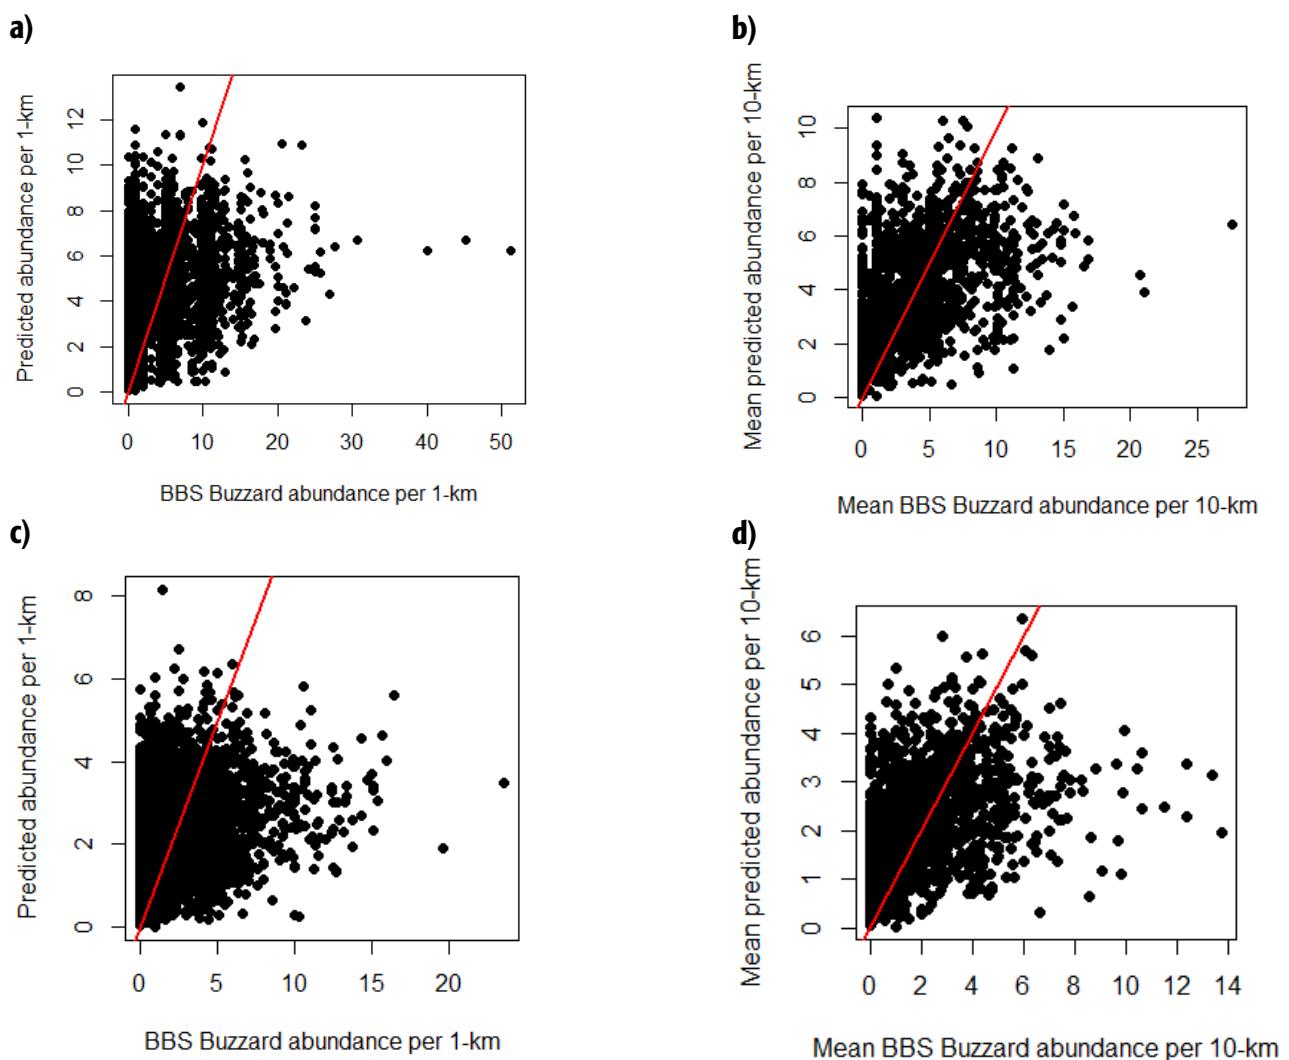 a)
Predicted abundance per 1-km
0 2 4 6 8 10 12
0 10 20 30 40 50
BBS Buzzard abundance per 1-km
b)
Mean predicted abundance per 10-km
0 2 4 6 8 10
0 5 10 15 20 25
Mean BBS Buzzard abundance per 10-km
c)
Predicted abundance per 1-km
0 2 4 6 8
0 5 10 15 20
BBS Buzzard abundance per 1-km
d)
Mean predicted abundance per 10-km
0 1 2 3 4 5 6
0 2 4 6 8 10 12 14
Mean BBS Buzzard abundance per 10-km